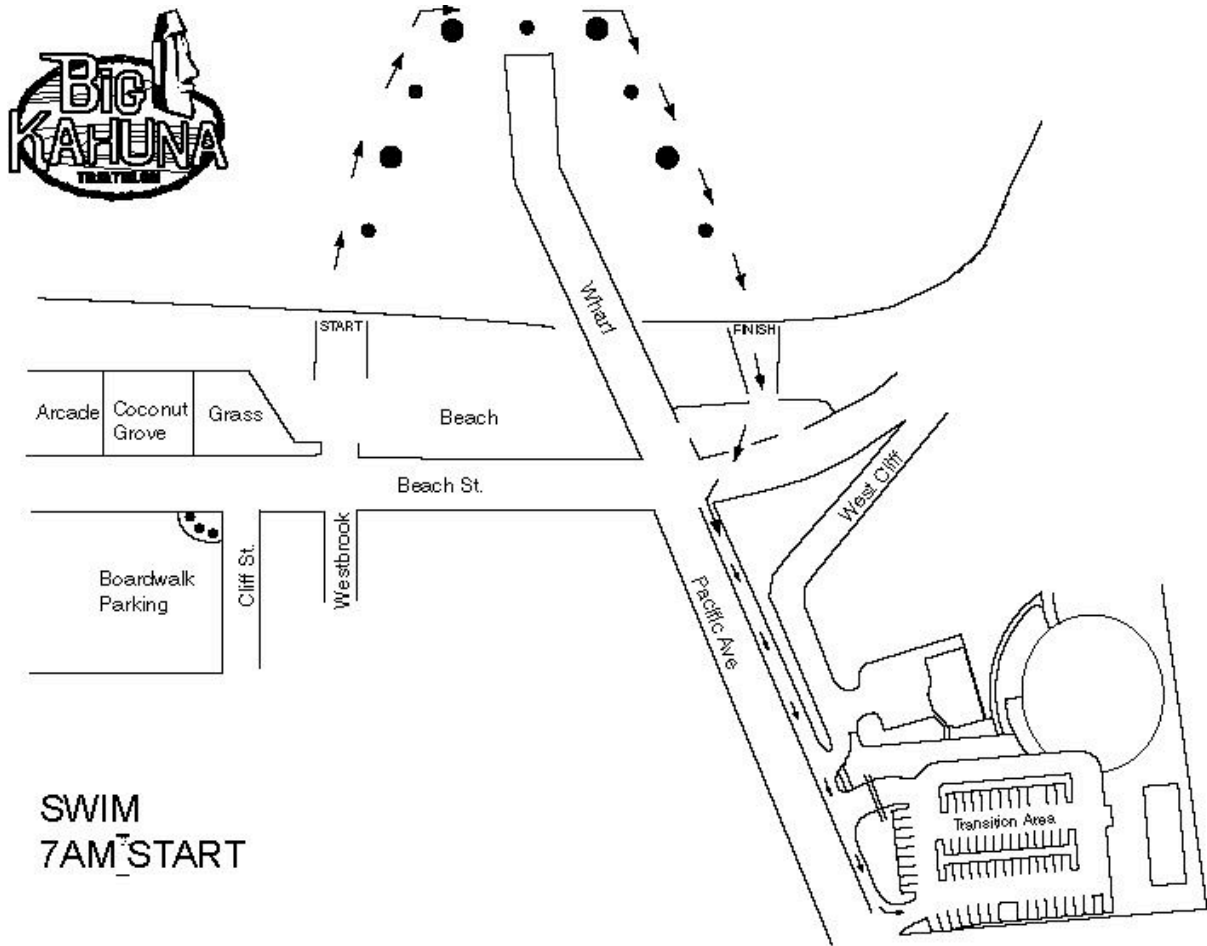 BIG
KAHUNA
TRIATHLON
Wharf
START
FINISH
Arcade
Coconut
Grove
Grass
Beach
Beach St.
West Cliff
Boardwalk
Parking
Cliff St.
Westbrook
Pacific Ave
Transition Area
SWIM
7AM START